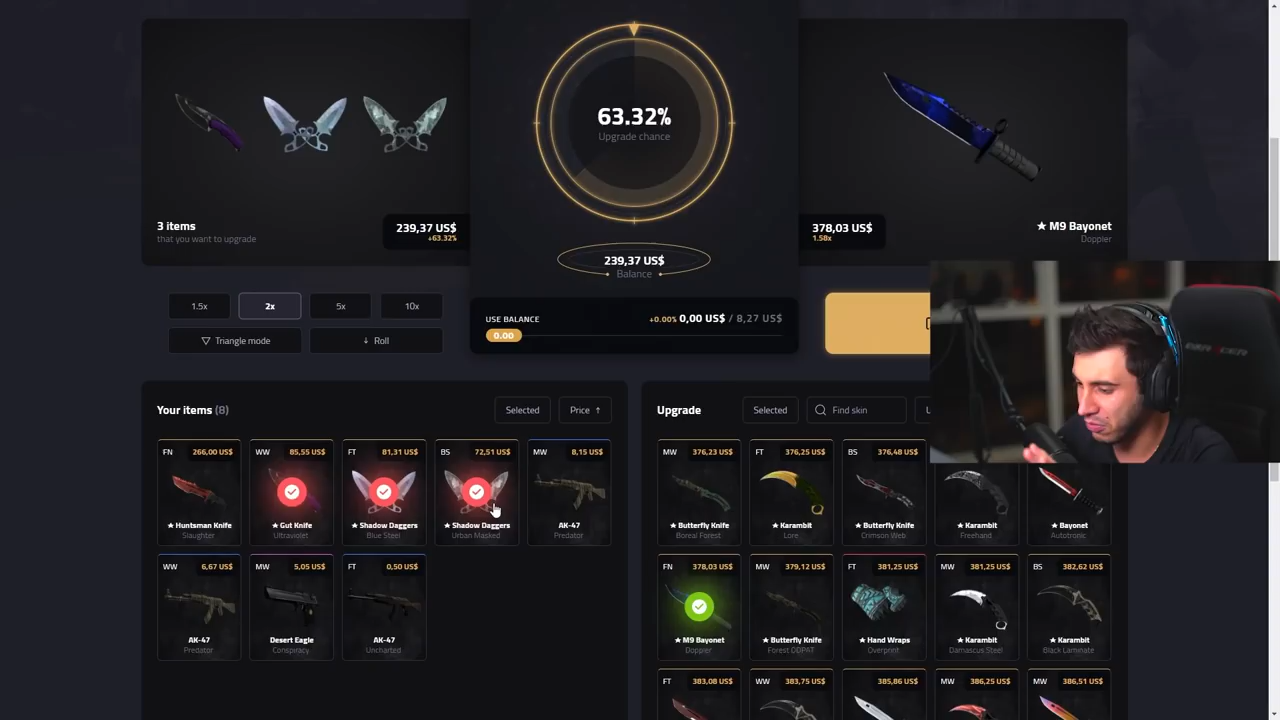 63.32%
Upgrade chance
3 items
that you want to upgrade
239,37 US$
+63.32%
378,03 US$
1.58x
★ M9 Bayonet
Doppler
239,37 US$
Balance
1.5x
2x
5x
10x
Triangle mode
Roll
USE BALANCE
+0.00% 0,00 US$ / 8,27 US$
0.00
Your items (8)
Selected
Price ↑
Upgrade
Selected
Find skin
FN 266,00 US$
★ Huntsman Knife
Slaughter
WW 85,55 US$
★ Gut Knife
Ultraviolet
FT 81,31 US$
★ Shadow Daggers
Blue Steel
BS 72,51 US$
★ Shadow Daggers
Urban Masked
MW 8,15 US$
AK-47
Predator
WW 6,67 US$
AK-47
Predator
MW 5,05 US$
Desert Eagle
Conspiracy
FT 0,50 US$
AK-47
Uncharted
MW 376,23 US$
★ Butterfly Knife
Boreal Forest
FT 376,25 US$
★ Karambit
Lore
BS 376,48 US$
★ Butterfly Knife
Crimson Web
★ Karambit
Freehand
★ Bayonet
Autotronic
FN 378,03 US$
★ M9 Bayonet
Doppler
MW 379,12 US$
★ Butterfly Knife
Forest DDPAT
FT 381,25 US$
★ Hand Wraps
Overprint
MW 381,25 US$
★ Karambit
Damascus Steel
BS 382,62 US$
★ Karambit
Black Laminate
FT 383,08 US$
WW 383,75 US$
385,86 US$
MW 386,25 US$
MW 386,51 US$